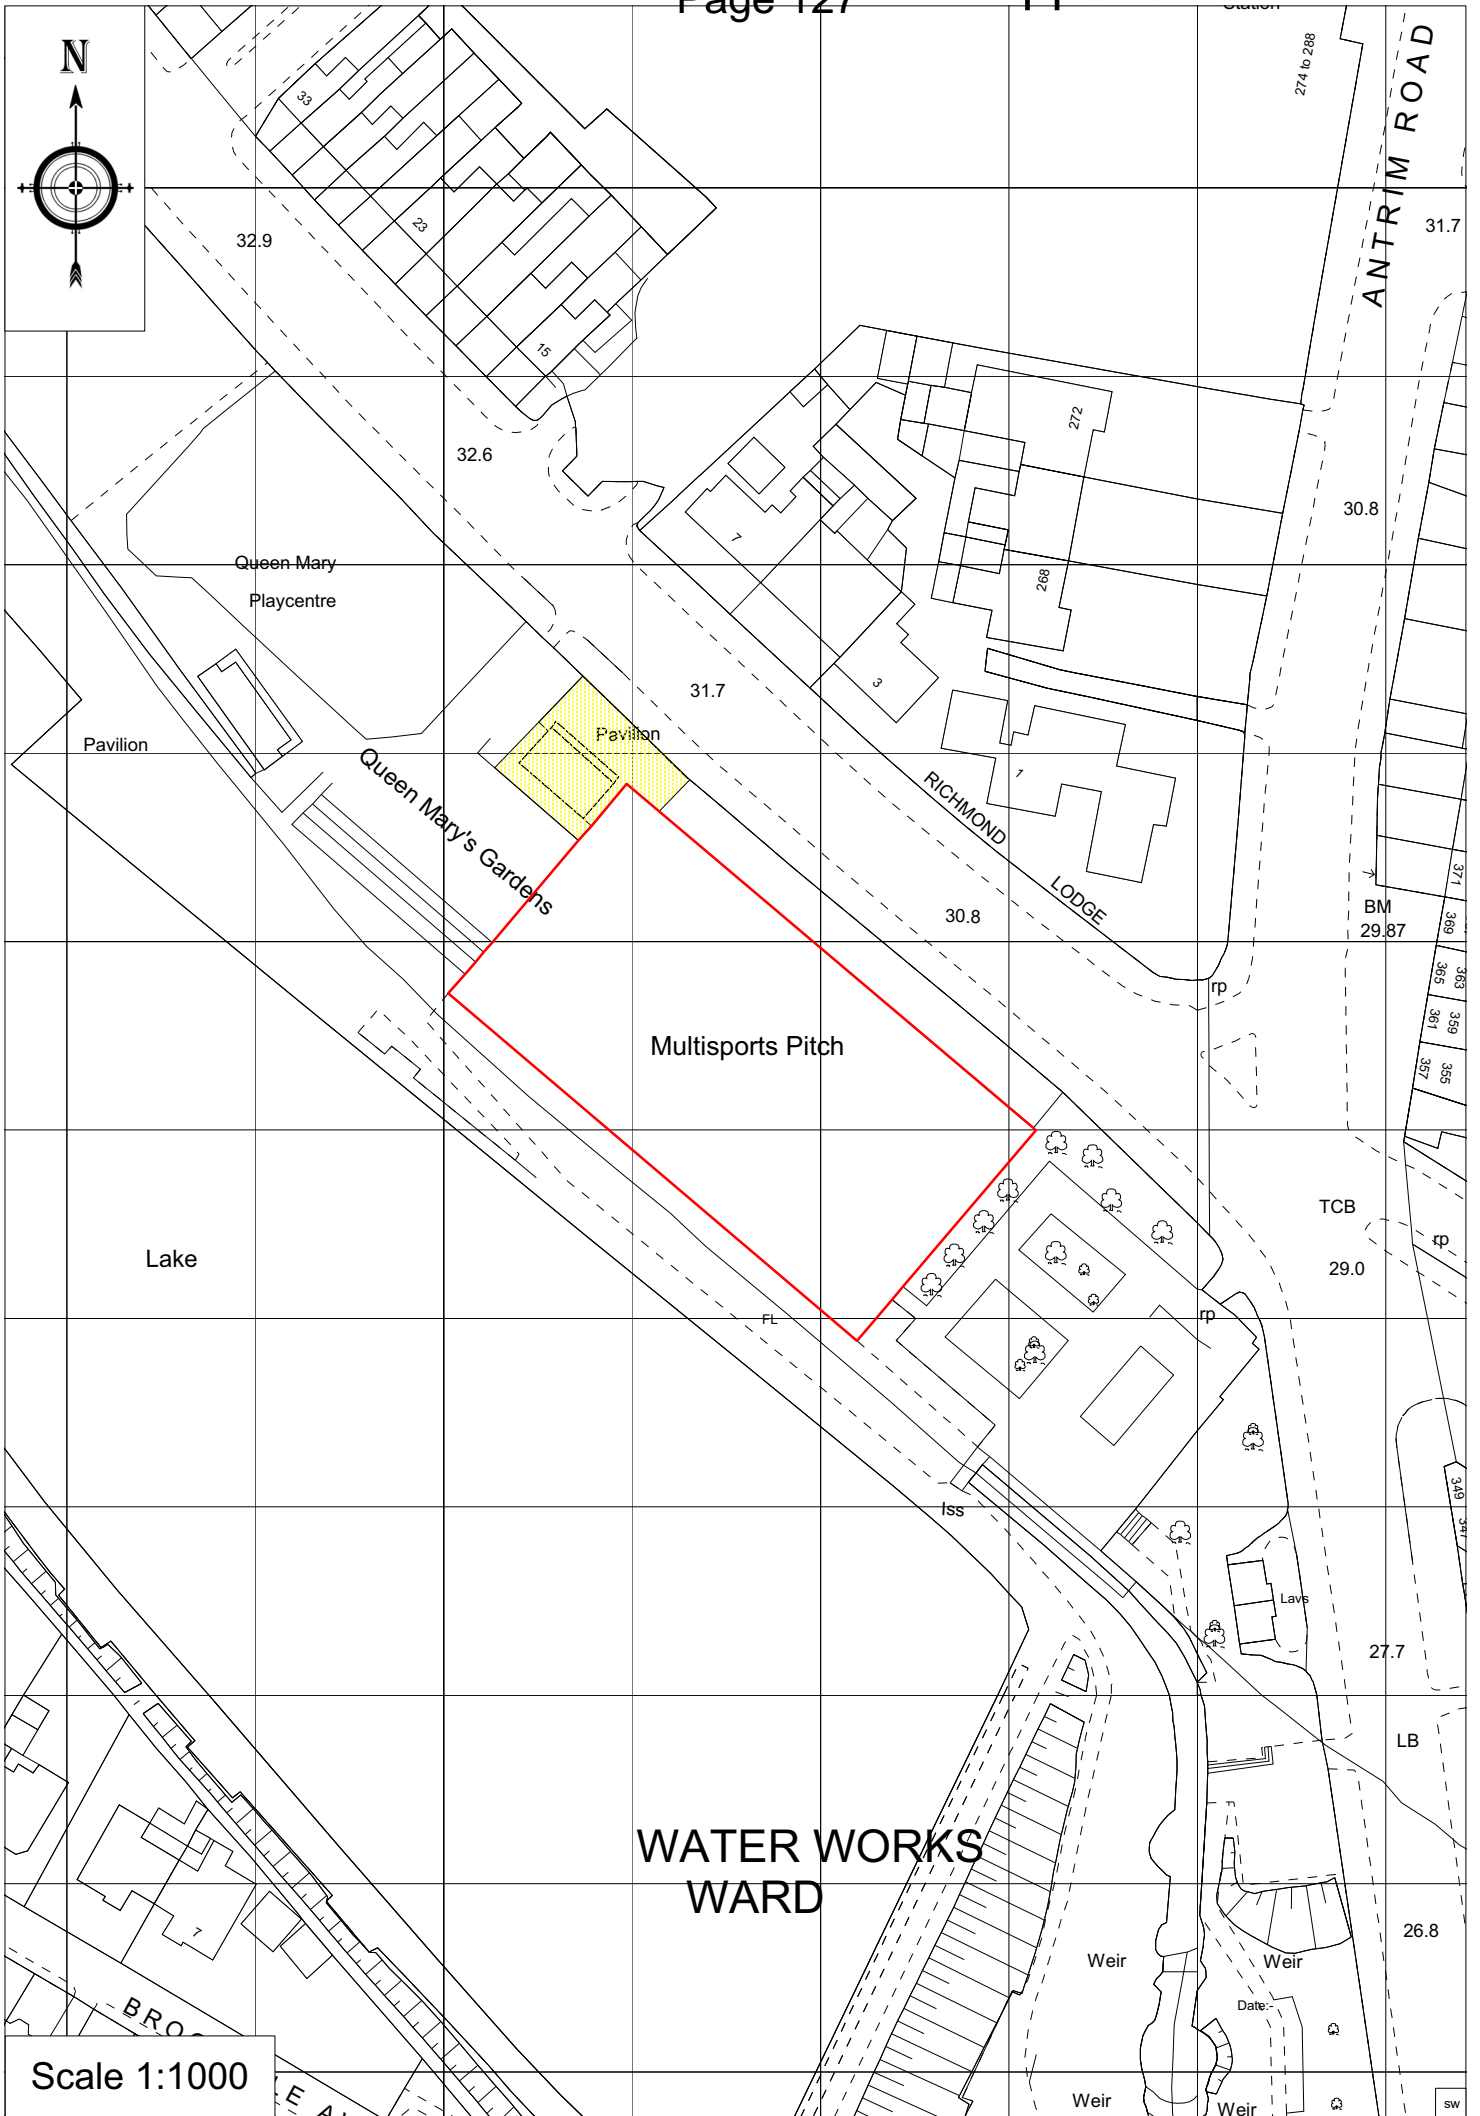 Page 127
N
274 to 288
ANTRIM ROAD
33
23
15
32.9
31.7
32.6
272
268
30.8
7
3
1
Queen Mary
Playcentre
31.7
Pavilion
Pavilion
Queen Mary's Gardens
RICHMOND
LODGE
30.8
BM
29.87
371
369
363
365
359
361
355
357
rp
Multisports Pitch
TCB
rp
29.0
Lake
FL
rp
349
Iss
Lavs
27.7
LB
WATER WORKS
WARD
7
26.8
Weir
Weir
Date:-
Scale 1:1000
Weir
Weir
sw